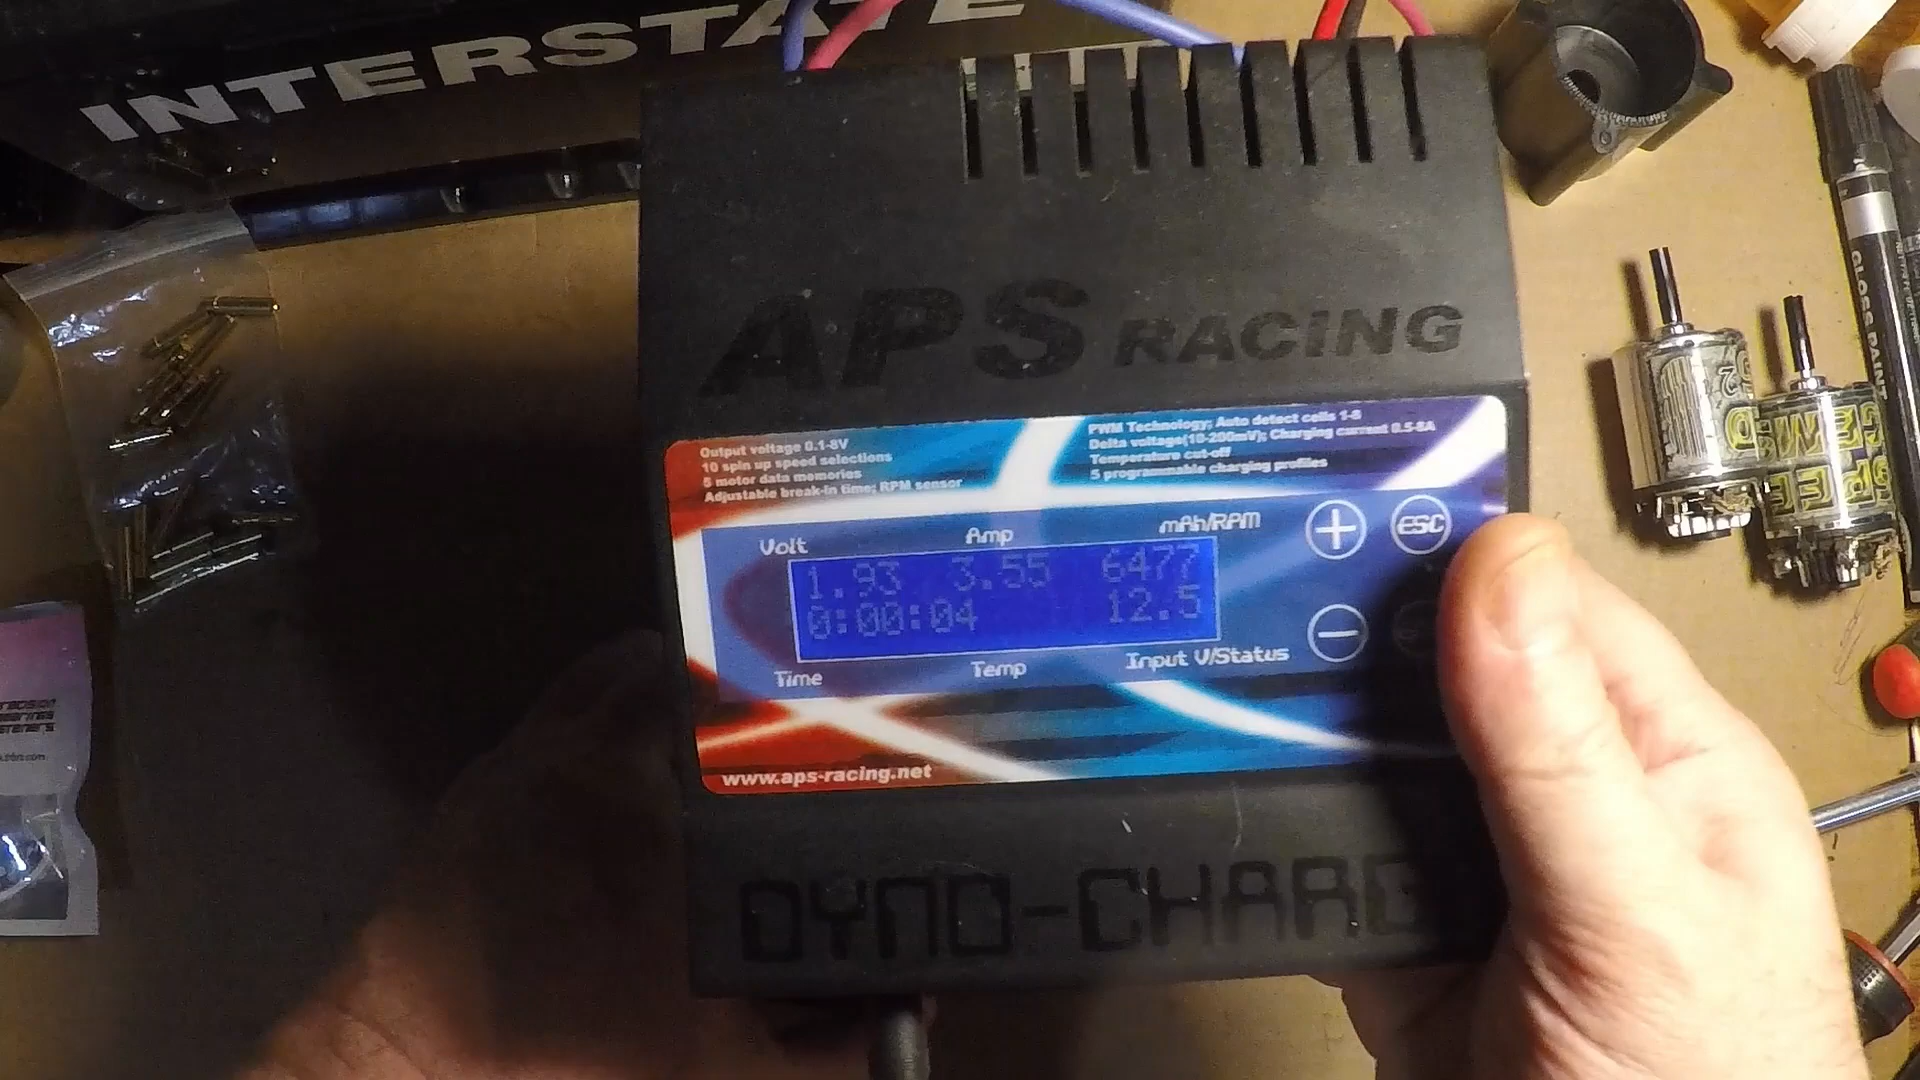 INTERSTATE
APS RACING
Output voltage 0.1-8V
10 spin up speed selections
5 motor data memories
Adjustable break-in time; RPM sensor
PWM Technology; Auto detect cells 1-8
Delta voltage(10-200mV); Charging current 0.5-8A
Temperature cut-off
5 programmable charging profiles
Volt Amp mAh/RPM
1.93 3.55 6477
0:00:04 12.5
Time Temp Input V/Status
+ ESC
−
www.aps-racing.net
DYNO-CHARG
GLOSS PAINT